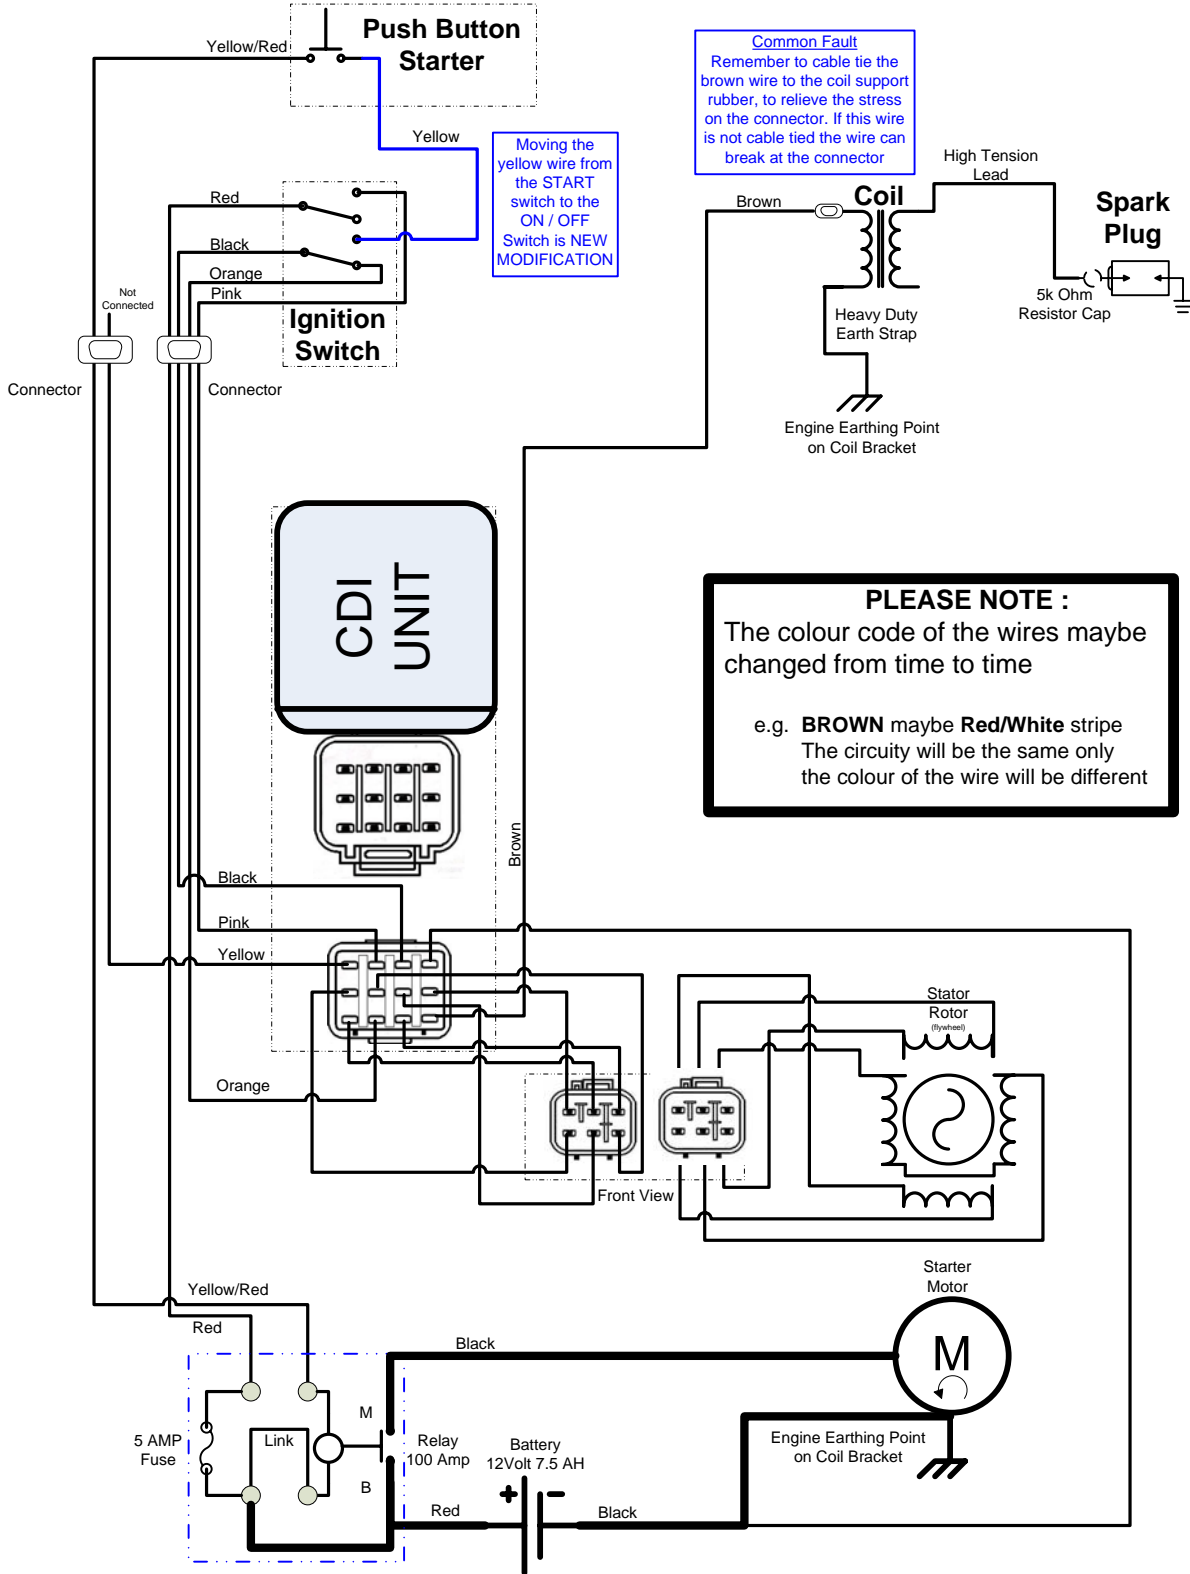 Push Button
Starter
Yellow/Red
Yellow
Moving the
yellow wire from
the START
switch to the
ON / OFF
Switch is NEW
MODIFICATION
Common Fault
Remember to cable tie the
brown wire to the coil support
rubber, to relieve the stress
on the connector. If this wire
is not cable tied the wire can
break at the connector
High Tension
Lead
Brown
Coil
Spark
Plug
5k Ohm
Resistor Cap
Heavy Duty
Earth Strap
Engine Earthing Point
on Coil Bracket
Red
Black
Orange
Pink
Not
Connected
Ignition
Switch
Connector
Connector
CDI
UNIT
PLEASE NOTE :
The colour code of the wires maybe
changed from time to time
e.g. BROWN maybe Red/White stripe
The circuity will be the same only
the colour of the wire will be different
Brown
Black
Pink
Yellow
Orange
Stator
Rotor
(flywheel)
Front View
Yellow/Red
Red
Black
Starter
Motor
M
5 AMP
Fuse
Link
M
B
Relay
100 Amp
Battery
12Volt 7.5 AH
Engine Earthing Point
on Coil Bracket
Red
+
-
Black